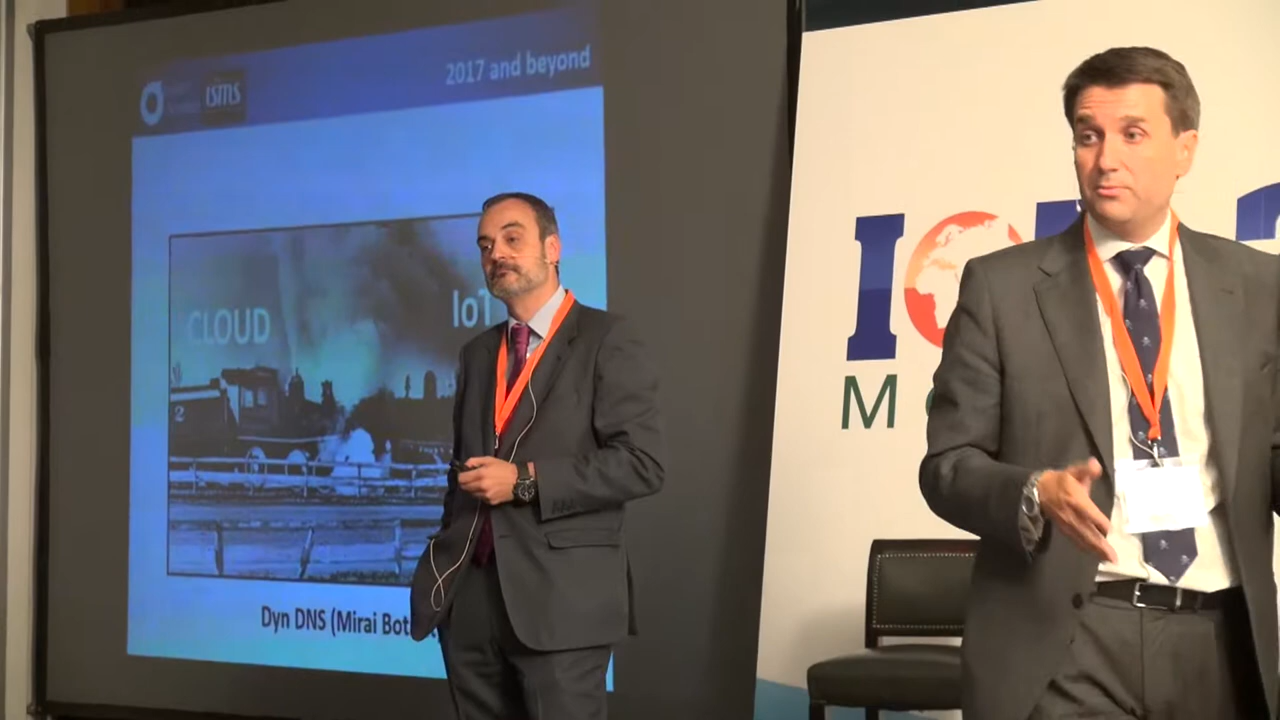 2017 and beyond
isms
CLOUD
IoT
2
Dyn DNS (Mirai Bot
I
M